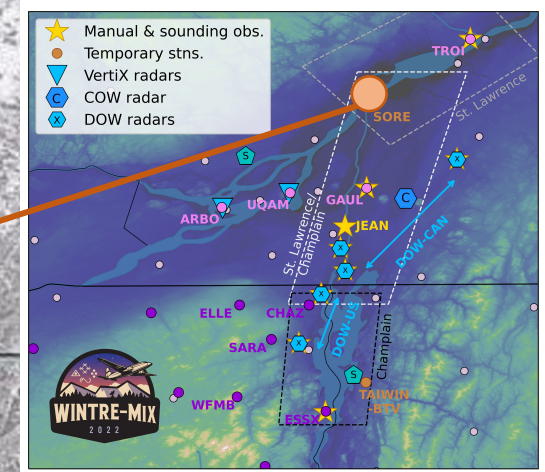 Manual & sounding obs.
Temporary stns.
VertiX radars
C COW radar
X DOW radars
TROI
St. Lawrence
SORE
S
X
UQAM
GAUL
C
ARBO
JEAN
St. Lawrence/
Champlain
X
DOW-CAN
X
X
ELLE
CHAZ
DOW-US
SARA
X
Champlain
S
TAIWIN
-BTV
WFMB
ESSX
WINTRE-MIX
2022